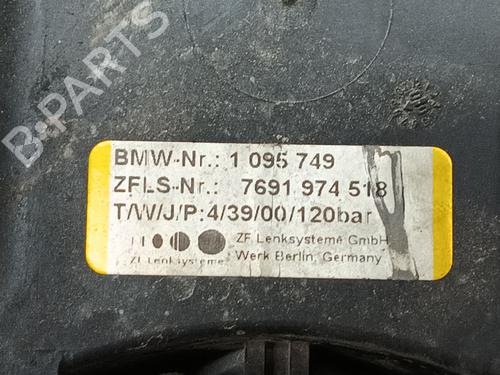 B-PARTS
BMW-Nr.: 1 095 749
ZFLS-Nr.: 7691 974 518
T/W/J/P:4/39/00/120bar
ZF Lenksysteme GmbH
ZF Lenksysteme Werk Berlin, Germany